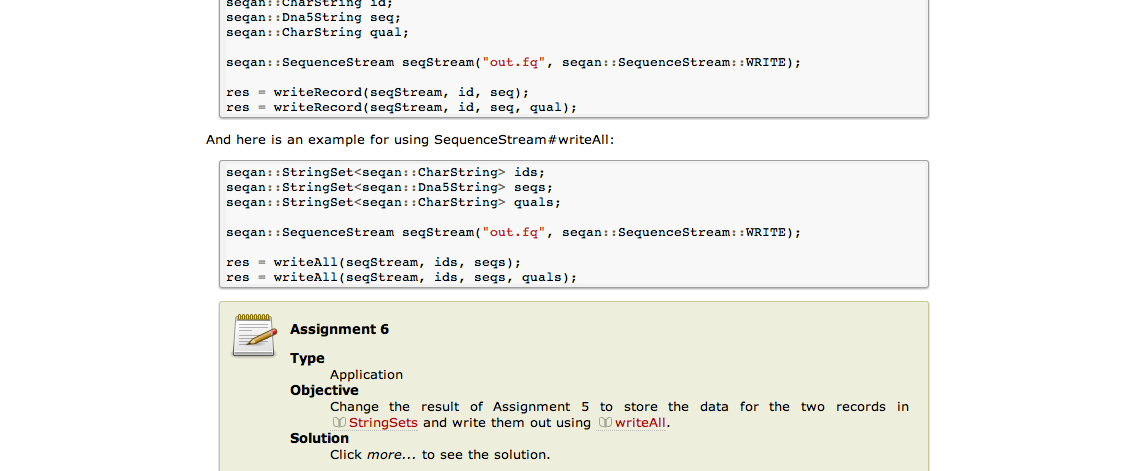 seqan::CharString id;
seqan::Dna5String seq;
seqan::CharString qual;
seqan::SequenceStream seqStream("out.fq", seqan::SequenceStream::WRITE);
res = writeRecord(seqStream, id, seq);
res = writeRecord(seqStream, id, seq, qual);
And here is an example for using SequenceStream#writeAll:
seqan::StringSet<seqan::CharString> ids;
seqan::StringSet<seqan::Dna5String> seqs;
seqan::StringSet<seqan::CharString> quals;
seqan::SequenceStream seqStream("out.fq", seqan::SequenceStream::WRITE);
res = writeAll(seqStream, ids, seqs);
res = writeAll(seqStream, ids, seqs, quals);
Assignment 6
Type
Application
Objective
Change the result of Assignment 5 to store the data for the two records in
StringSets and write them out using writeAll.
Solution
Click more... to see the solution.